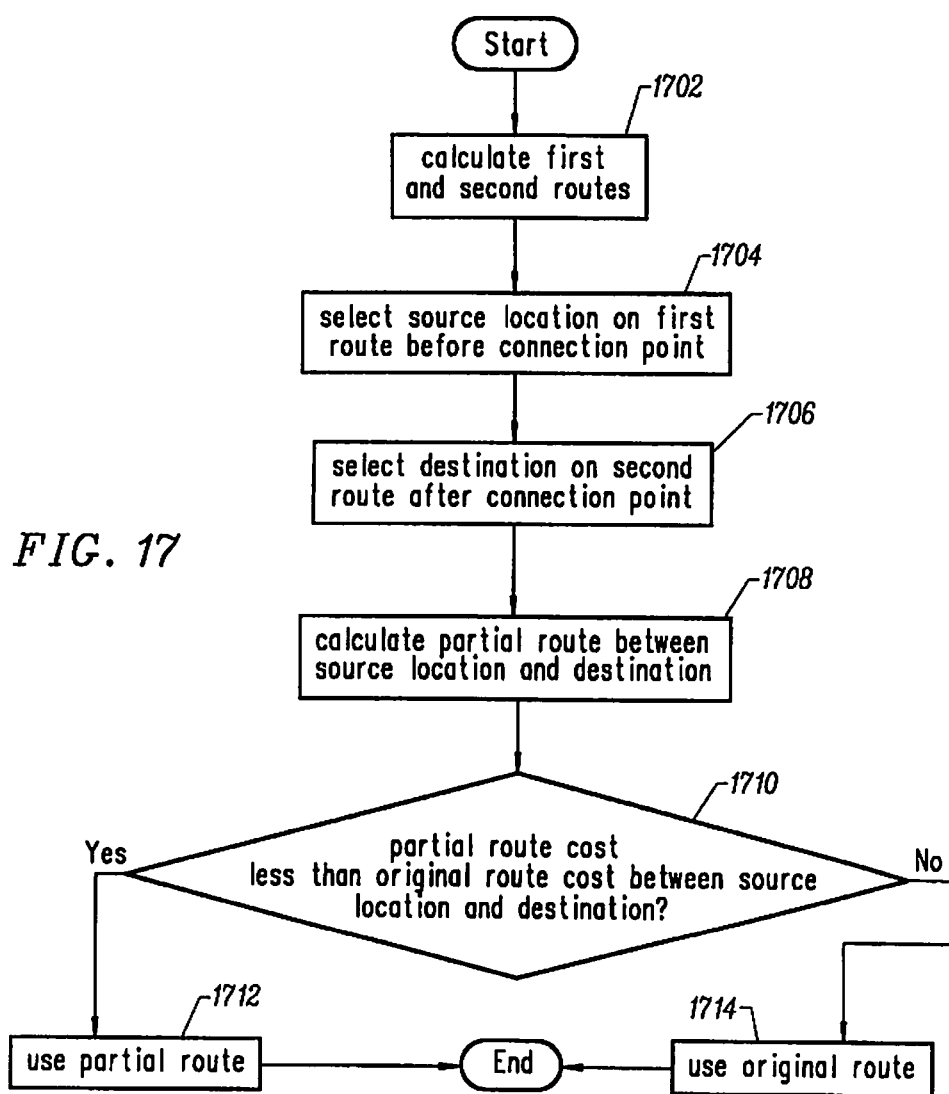 Start
1702
calculate first
and second routes
1704
select source location on first
route before connection point
1706
select destination on second
route after connection point
FIG. 17
1708
calculate partial route between
source location and destination
1710
Yes
partial route cost
No
less than original route cost between source
location and destination?
1712
1714
use partial route
End
use original route